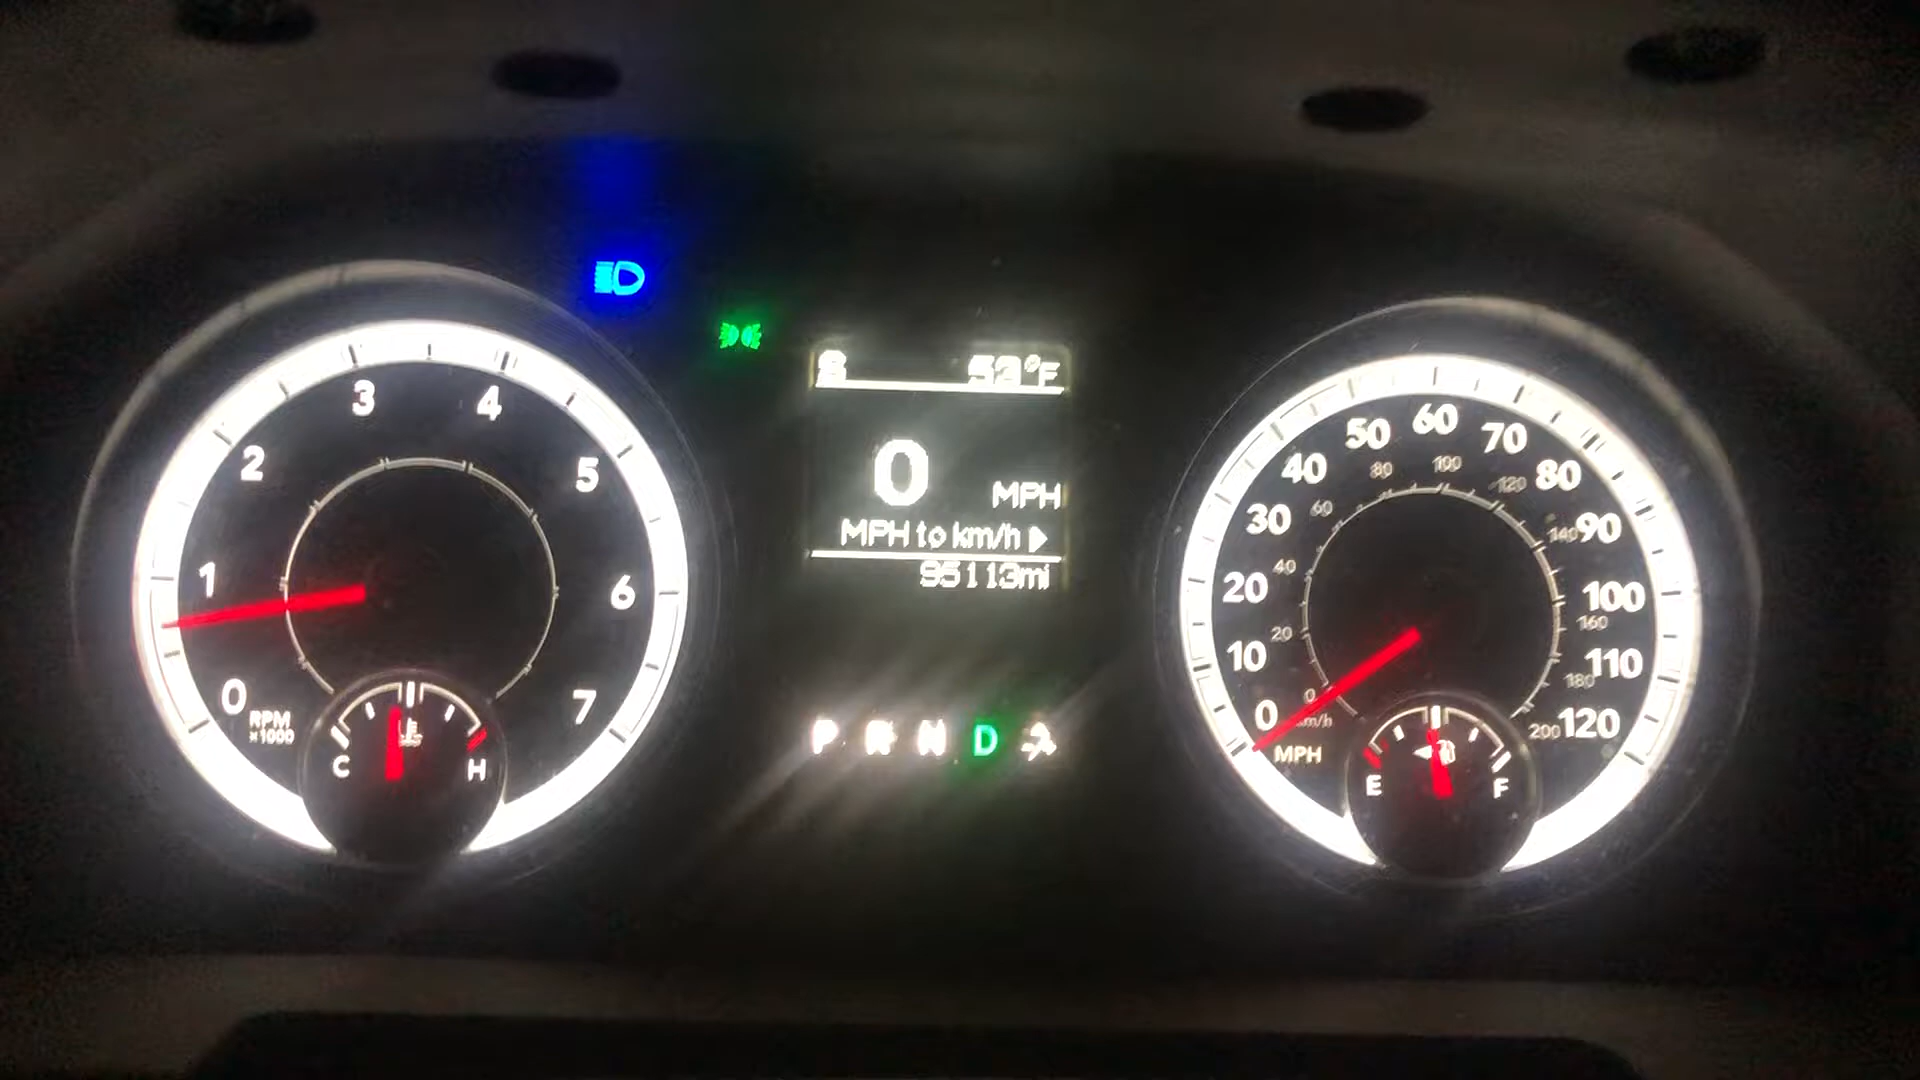 S 53°F
0 MPH
MPH to km/h
95113mi
P R N D
0 1 2 3 4 5 6 7
RPM
x1000
C H
0 10 20 30 40 50 60 70 80 90 100 110 120
0 20 40 60 80 100 120 140 160 180 200
km/h
MPH
E F